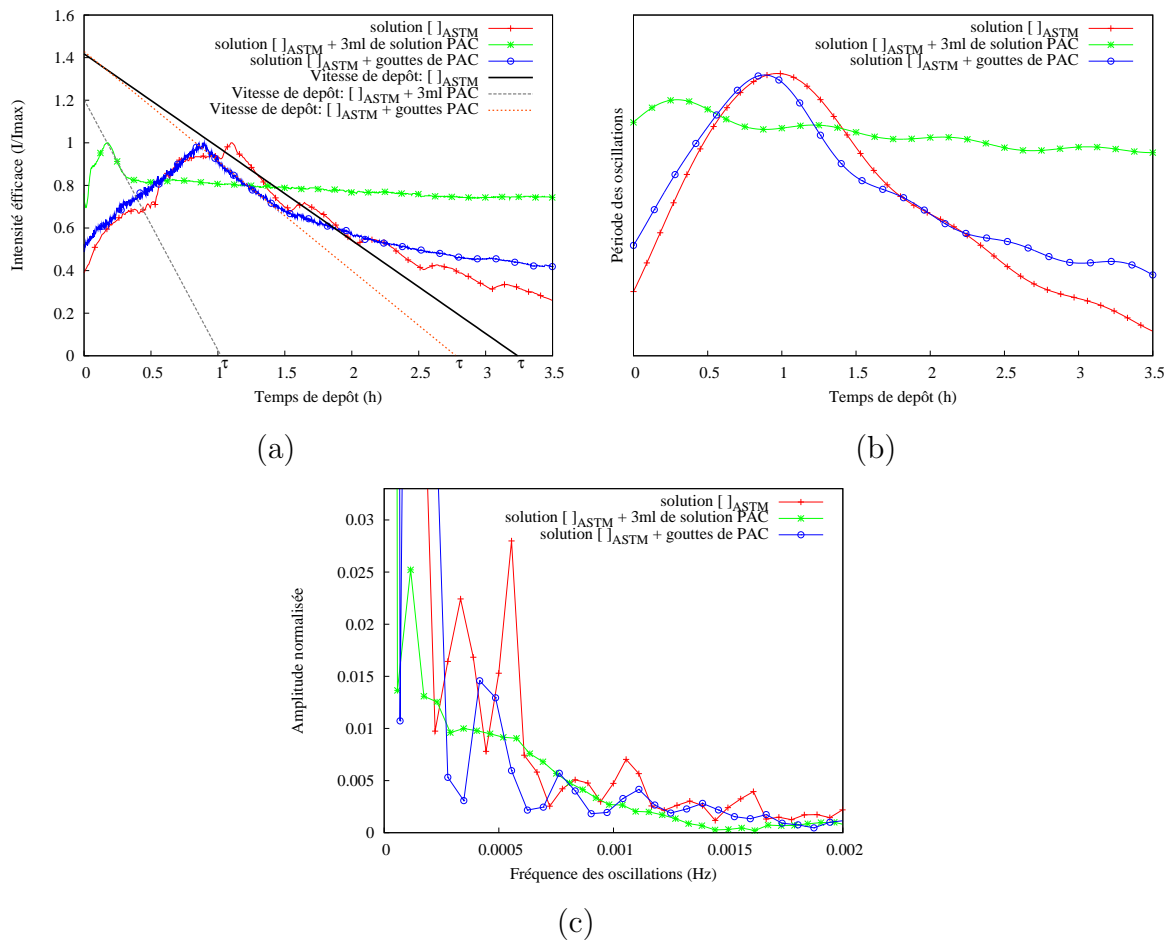 solution [ ]ASTM
solution [ ]ASTM + 3ml de solution PAC
solution [ ]ASTM + gouttes de PAC
Vitesse de depôt: [ ]ASTM
Vitesse de depôt: [ ]ASTM + 3ml PAC
Vitesse de depôt: [ ]ASTM + gouttes PAC
Intensité éfficace (I/Imax)
1.6
1.4
1.2
1
0.8
0.6
0.4
0.2
0
τ τ τ
0 0.5 1 1.5 2 2.5 3 3.5
Temps de depôt (h)
(a)
solution [ ]ASTM
solution [ ]ASTM + 3ml de solution PAC
solution [ ]ASTM + gouttes de PAC
Période des oscillations
0 0.5 1 1.5 2 2.5 3 3.5
Temps de depôt (h)
(b)
solution [ ]ASTM
solution [ ]ASTM + 3ml de solution PAC
solution [ ]ASTM + gouttes de PAC
Amplitude normalisée
0.03
0.025
0.02
0.015
0.01
0.005
0
0 0.0005 0.001 0.0015 0.002
Fréquence des oscillations (Hz)
(c)